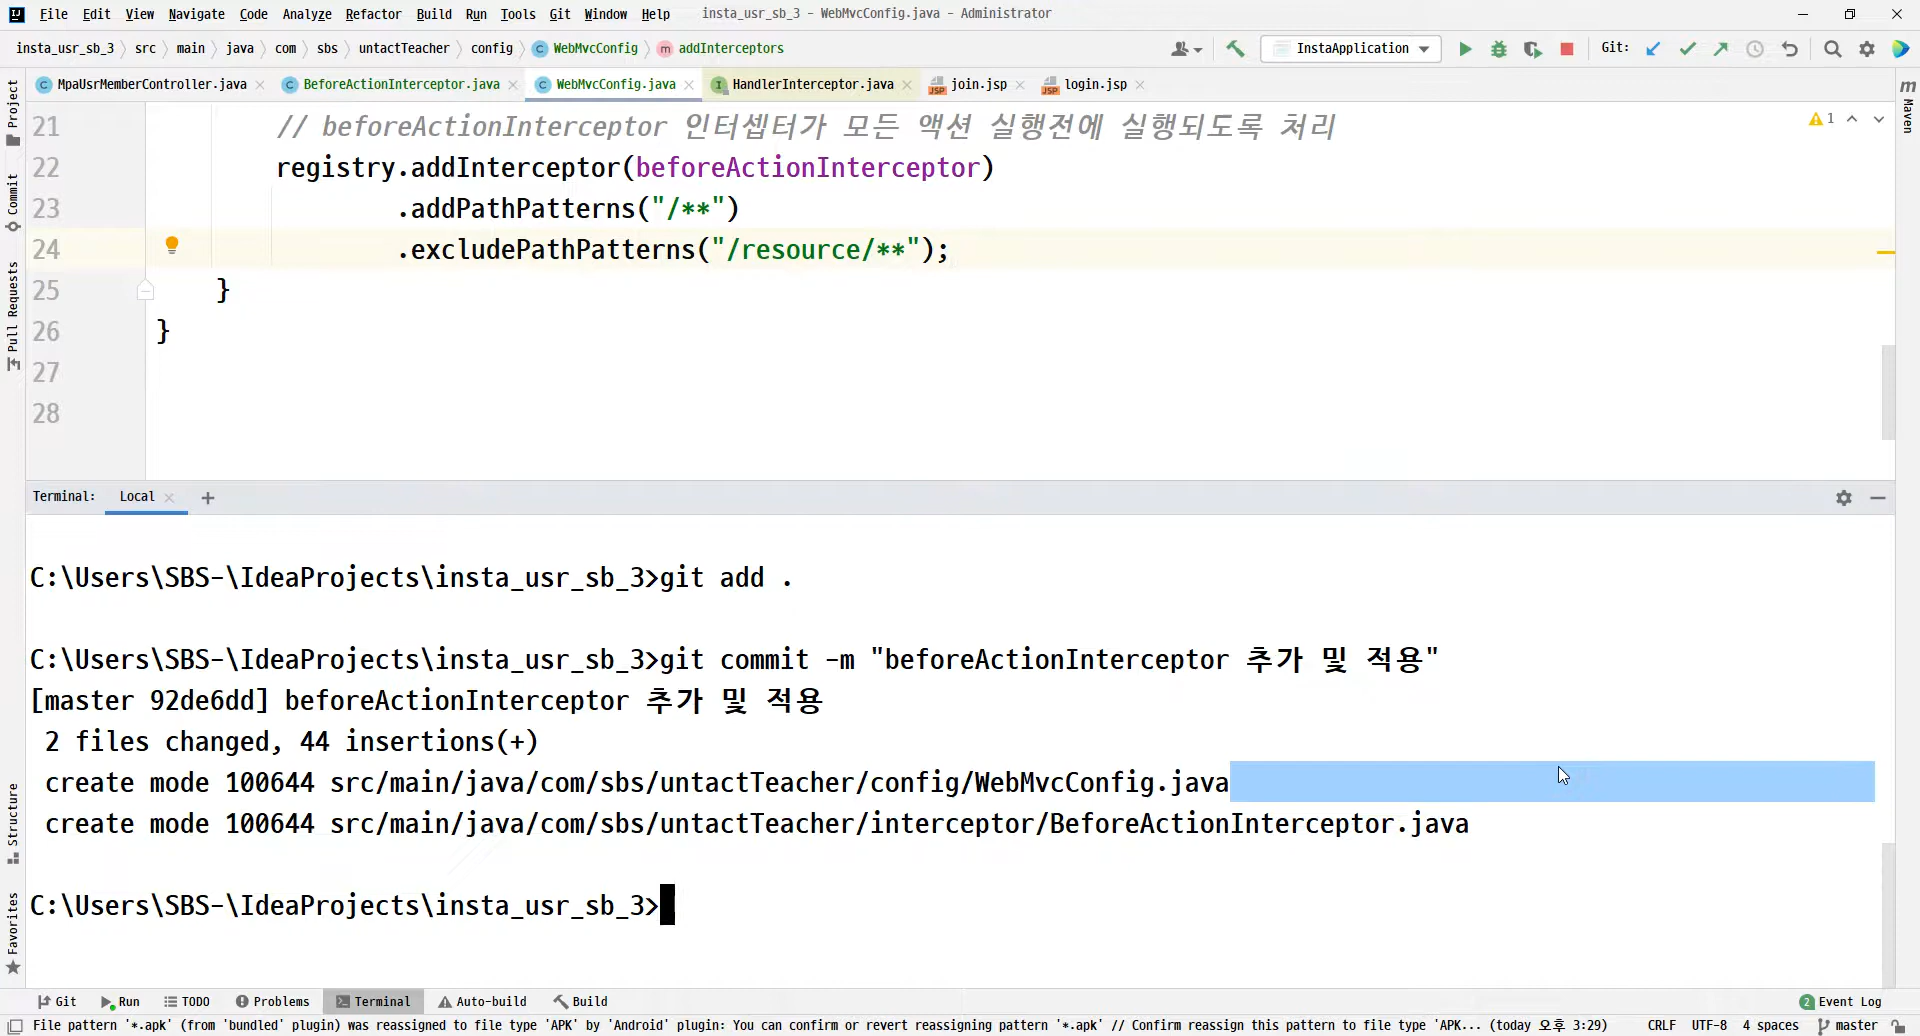 File Edit View Navigate Code Analyze Refactor Build Run Tools Git Window Help insta_usr_sb_3 - WebMvcConfig.java - Administrator
insta_usr_sb_3 src main java com sbs untactTeacher config WebMvcConfig addInterceptors InstaApplication Git:
MpaUsrMemberController.java BeforeActionInterceptor.java WebMvcConfig.java HandlerInterceptor.java join.jsp login.jsp
Project
Commit
Pull Requests
Structure
Favorites
Maven
1
21 // beforeActionInterceptor 인터셉터가 모든 액션 실행전에 실행되도록 처리
22 registry.addInterceptor(beforeActionInterceptor)
23 .addPathPatterns("/**")
24 .excludePathPatterns("/resource/**");
25 }
26 }
27
28
Terminal: Local
C:\Users\SBS-\IdeaProjects\insta_usr_sb_3>git add .
C:\Users\SBS-\IdeaProjects\insta_usr_sb_3>git commit -m "beforeActionInterceptor 추가 및 적용"
[master 92de6dd] beforeActionInterceptor 추가 및 적용
2 files changed, 44 insertions(+)
create mode 100644 src/main/java/com/sbs/untactTeacher/config/WebMvcConfig.java
create mode 100644 src/main/java/com/sbs/untactTeacher/interceptor/BeforeActionInterceptor.java
C:\Users\SBS-\IdeaProjects\insta_usr_sb_3>
Git Run TODO Problems Terminal Auto-build Build 2 Event Log
File pattern '*.apk' (from 'bundled' plugin) was reassigned to file type 'APK' by 'Android' plugin: You can confirm or revert reassigning pattern '*.apk' // Confirm reassign this pattern to file type 'APK... (today 오후 3:29) CRLF UTF-8 4 spaces master